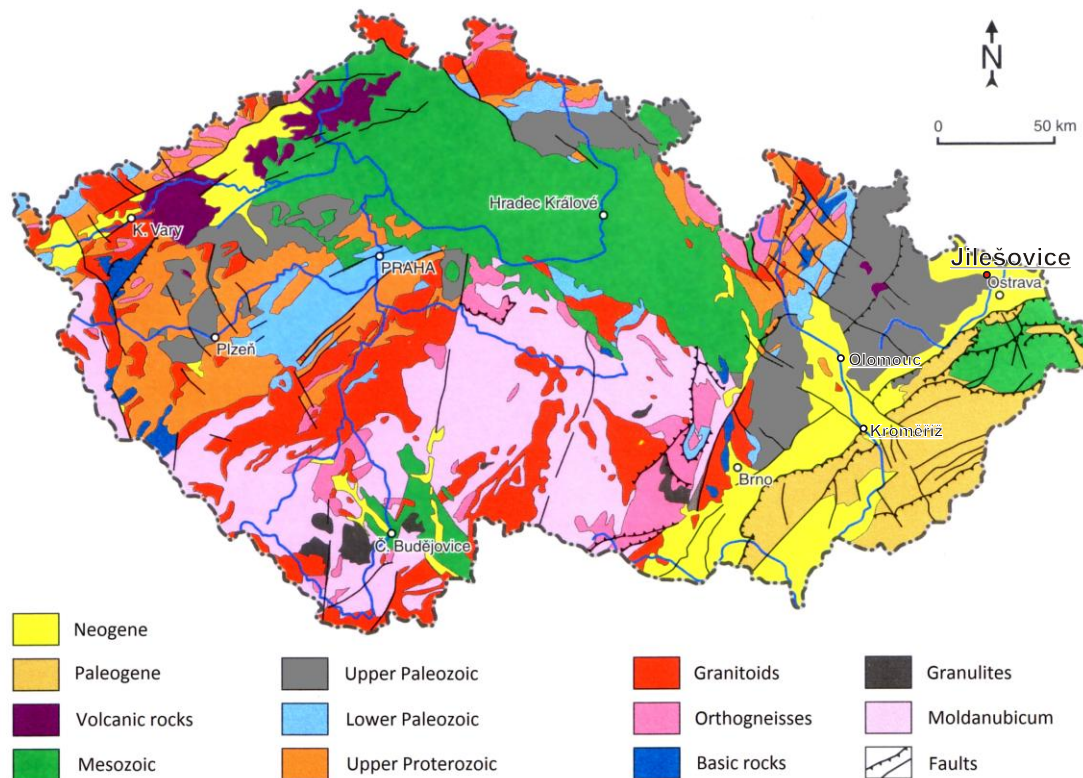 N
0 50 km
Hradec Králové
K. Vary
PRAHA
Jilešovice
Ostrava
Plzeň
Olomouc
Kroměříž
Brno
Č. Budějovice
Neogene
Paleogene
Volcanic rocks
Mesozoic
Upper Paleozoic
Lower Paleozoic
Upper Proterozoic
Granitoids
Orthogneisses
Basic rocks
Granulites
Moldanubicum
Faults